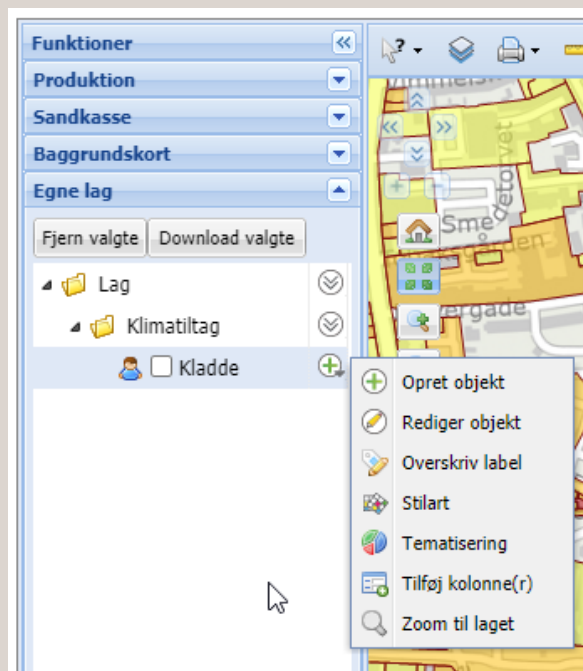 Funktioner
Produktion
Sandkasse
Baggrundskort
Egne lag
Fjern valgte
Download valgte
Lag
Klimatiltag
Kladde
Opret objekt
Rediger objekt
Overskriv label
Stilart
Tematisering
Tilføj kolonne(r)
Zoom til laget